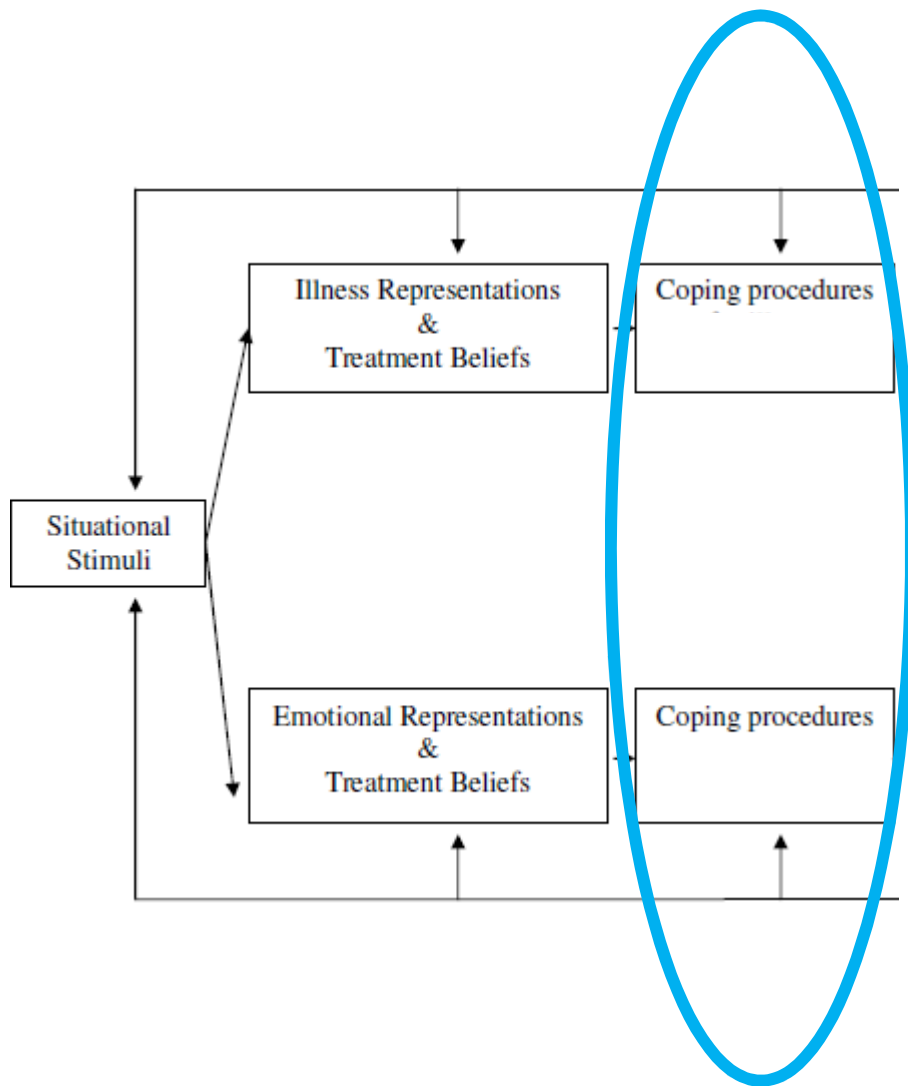 Illness Representations
&
Treatment Beliefs
Coping procedures
Situational
Stimuli
Emotional Representations
&
Treatment Beliefs
Coping procedures